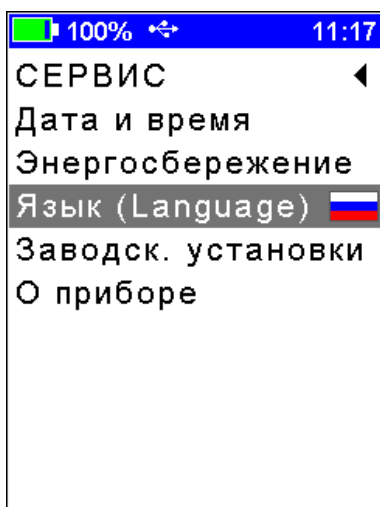 100% 11:17
СЕРВИС
Дата и время
Энергосбережение
Язык (Language)
Заводск. установки
О приборе